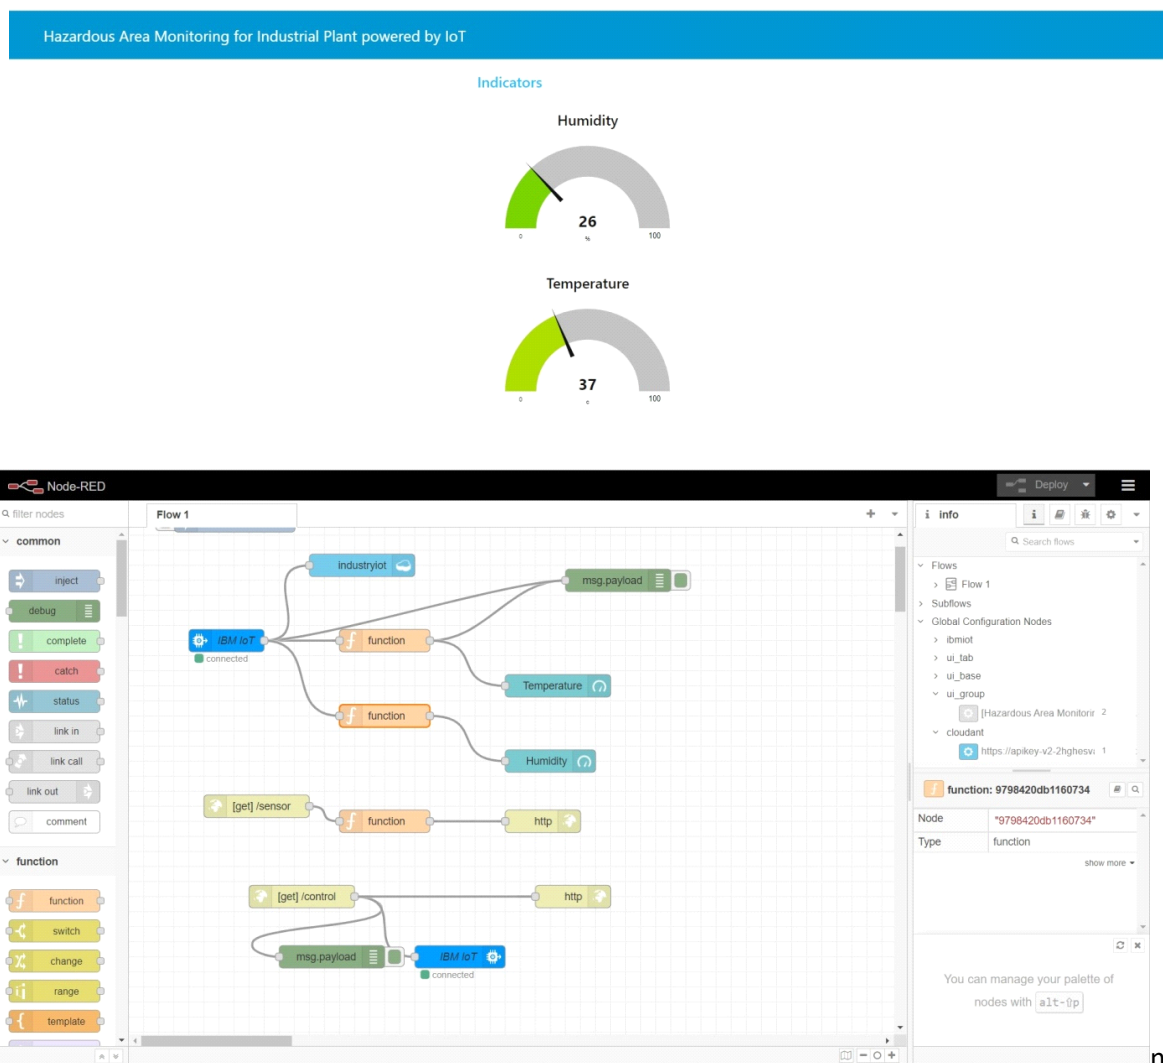 Hazardous Area Monitoring for Industrial Plant powered by IoT
Indicators
Humidity
26
0 % 100
Temperature
37
0 c 100
Node-RED
Deploy
filter nodes
Flow 1
info
Search flows
common
inject
debug
complete
catch
status
link in
link call
link out
comment
function
function
switch
change
range
template
industryiot
msg.payload
IBM IoT
connected
function
Temperature
function
Humidity
[get] /sensor
function
http
[get] /control
http
msg.payload
IBM IoT
connected
Flows
Flow 1
Subflows
Global Configuration Nodes
ibmiot
ui_tab
ui_base
ui_group
[Hazardous Area Monitorir 2
cloudant
https://apikey-v2-2hghesv 1
function: 9798420db1160734
Node "9798420db1160734"
Type function
show more
You can manage your palette of
nodes with alt-⇧p